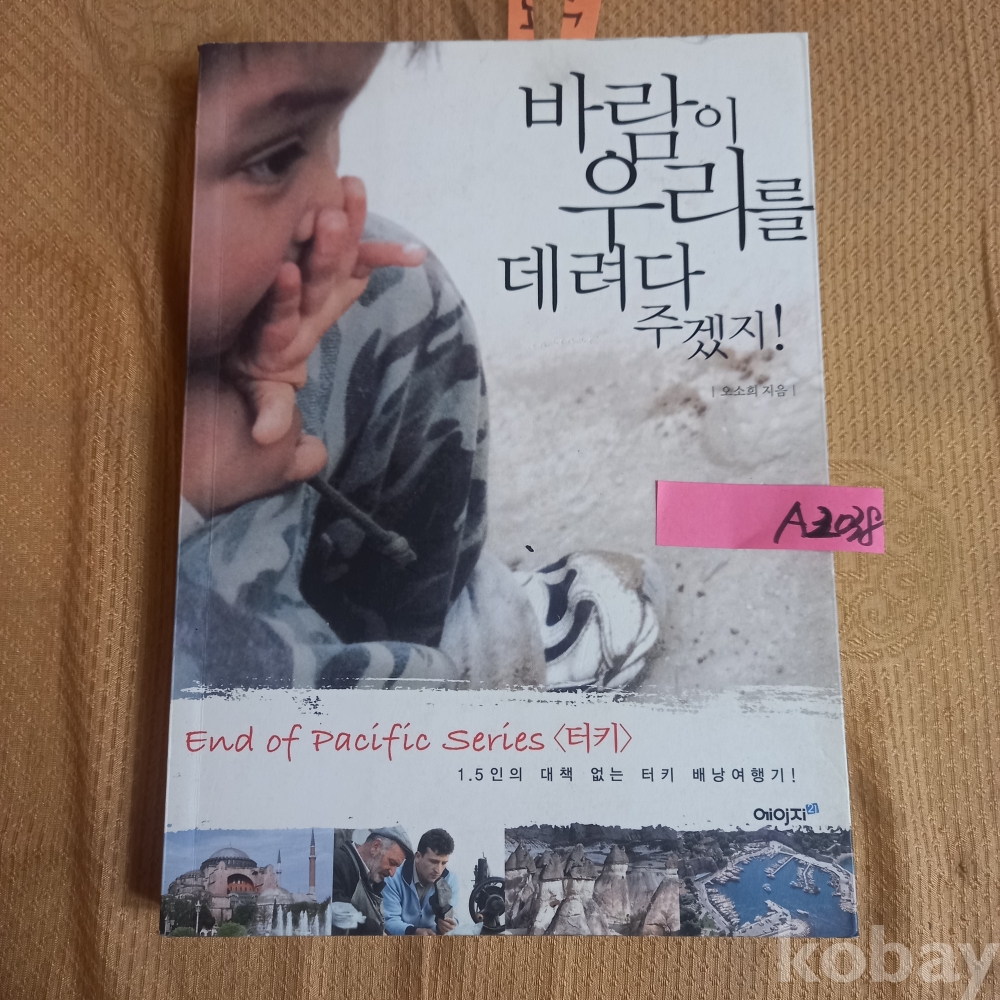 바람이
우리를
데려다
주겠지!
| 오소희 지음 |
A2038
End of Pacific Series <터키>
1.5인의 대책 없는 터키 배낭여행기!
에이지21
kobay